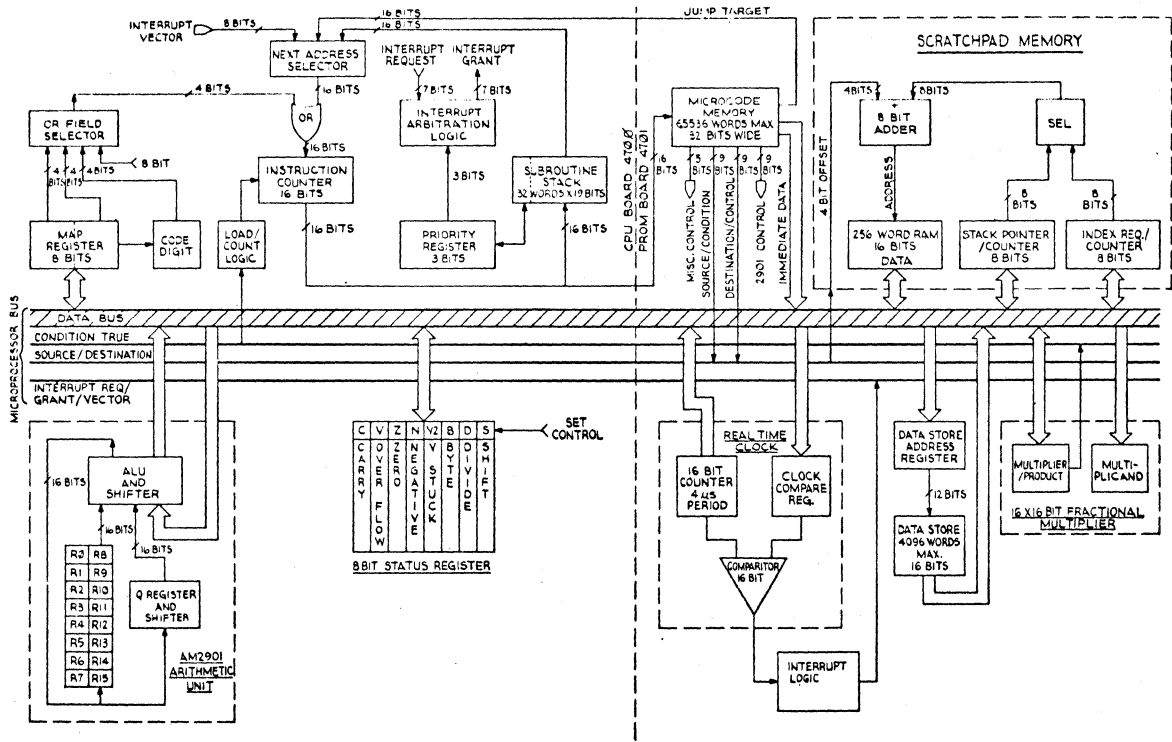 INTERRUPT
VECTOR
8 BITS
16 BITS
16 BITS
JUMP TARGET
NEXT ADDRESS
SELECTOR
INTERRUPT
REQUEST
INTERRUPT
GRANT
4 BITS
16 BITS
7 BITS
7 BITS
OR FIELD
SELECTOR
OR
INTERRUPT
ARBITRATION
LOGIC
8 BIT
4
BITS
4
BITS
4
BITS
16 BITS
INSTRUCTION
COUNTER
16 BITS
3 BITS
SUBROUTINE
STACK
32 WORDS X 19 BITS
MAP
REGISTER
8 BITS
CODE
DIGIT
LOAD/
COUNT
LOGIC
16 BITS
PRIORITY
REGISTER
3 BITS
16 BITS
CPU BOARD 4700
PROM BOARD 4701
16
BITS
MICROCODE
MEMORY
65536 WORDS MAX
32 BITS WIDE
5
BITS
9
BITS
9
BITS
9
BITS
MISC. CONTROL
SOURCE/CONDITION
DESTINATION/CONTROL
2901 CONTROL
IMMEDIATE DATA
4 BIT OFFSET
SCRATCHPAD MEMORY
4BITS
8BITS
+
8 BIT
ADDER
SEL
ADDRESS
8
BITS
8
BITS
256 WORD RAM
16 BITS
DATA
STACK POINTER
/COUNTER
8 BITS
INDEX REG./
COUNTER
8 BITS
MICROPROCESSOR BUS
DATA BUS
CONDITION TRUE
SOURCE/DESTINATION
INTERRUPT REQ/
GRANT/VECTOR
ALU
AND
SHIFTER
16 BITS
16 BITS
16 BITS
R0 R8
R1 R9
R2 R10
R3 R11
R4 R12
R5 R13
R6 R14
R7 R15
Q REGISTER
AND
SHIFTER
AM2901
ARITHMETIC
UNIT
C CARRY
V OVER FLOW
Z ZERO
N NEGATIVE
V2 V STUCK
B BYTE
D DIVIDE
S SHIFT
SET
CONTROL
8 BIT STATUS REGISTER
REAL TIME
CLOCK
16 BIT
COUNTER
4 µs
PERIOD
CLOCK
COMPARE
REG.
COMPARITOR
16 BIT
INTERRUPT
LOGIC
DATA STORE
ADDRESS
REGISTER
12 BITS
DATA STORE
4096 WORDS
MAX.
16 BITS
MULTIPLIER
/PRODUCT
MULTI-
PLICAND
16 X 16 BIT FRACTIONAL
MULTIPLIER